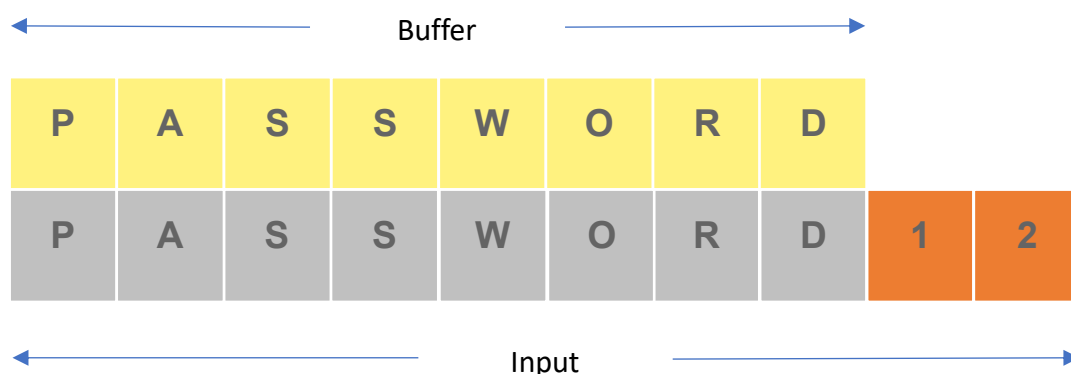 Buffer
P A S S W O R D
P A S S W O R D 1 2
Input